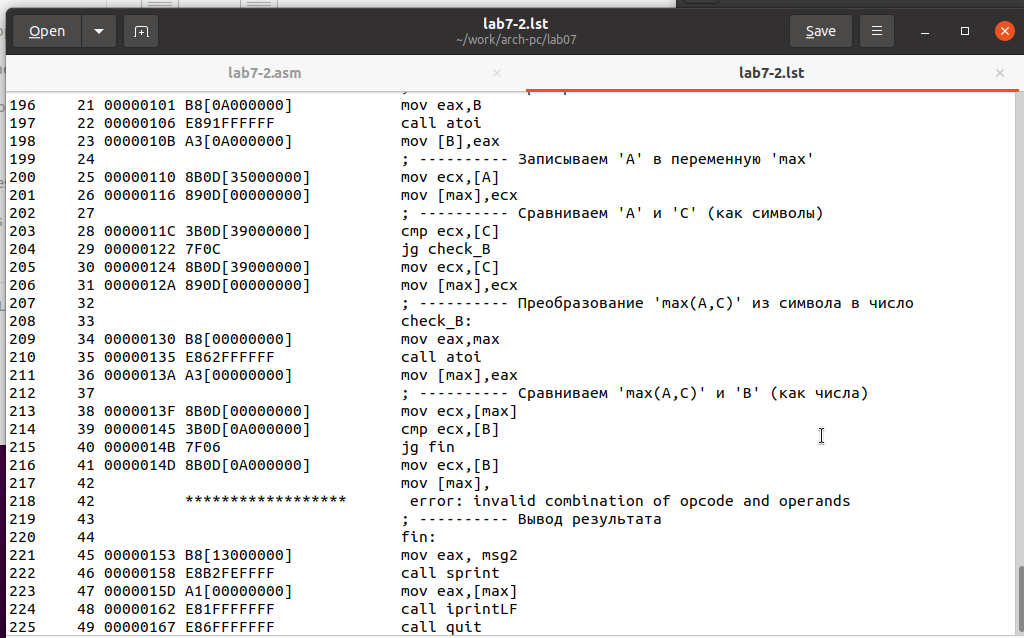 lab7-2.lst
Open
~/work/arch-pc/lab07
Save
lab7-2.asm
lab7-2.lst
196 21 00000101 B8[0A000000] mov eax,B
197 22 00000106 E891FFFFFF call atoi
198 23 0000010B A3[0A000000] mov [B],eax
199 24 ; ---------- Записываем 'A' в переменную 'max'
200 25 00000110 8B0D[35000000] mov ecx,[A]
201 26 00000116 890D[00000000] mov [max],ecx
202 27 ; ---------- Сравниваем 'A' и 'С' (как символы)
203 28 0000011C 3B0D[39000000] cmp ecx,[C]
204 29 00000122 7F0C jg check_B
205 30 00000124 8B0D[39000000] mov ecx,[C]
206 31 0000012A 890D[00000000] mov [max],ecx
207 32 ; ---------- Преобразование 'max(A,C)' из символа в число
208 33 check_B:
209 34 00000130 B8[00000000] mov eax,max
210 35 00000135 E862FFFFFF call atoi
211 36 0000013A A3[00000000] mov [max],eax
212 37 ; ---------- Сравниваем 'max(A,C)' и 'B' (как числа)
213 38 0000013F 8B0D[00000000] mov ecx,[max]
214 39 00000145 3B0D[0A000000] cmp ecx,[B]
215 40 0000014B 7F06 jg fin
216 41 0000014D 8B0D[0A000000] mov ecx,[B]
217 42 mov [max],
218 42 ****************** error: invalid combination of opcode and operands
219 43 ; ---------- Вывод результата
220 44 fin:
221 45 00000153 B8[13000000] mov eax, msg2
222 46 00000158 E8B2FEFFFF call sprint
223 47 0000015D A1[00000000] mov eax,[max]
224 48 00000162 E81FFFFFFF call iprintLF
225 49 00000167 E86FFFFFFF call quit